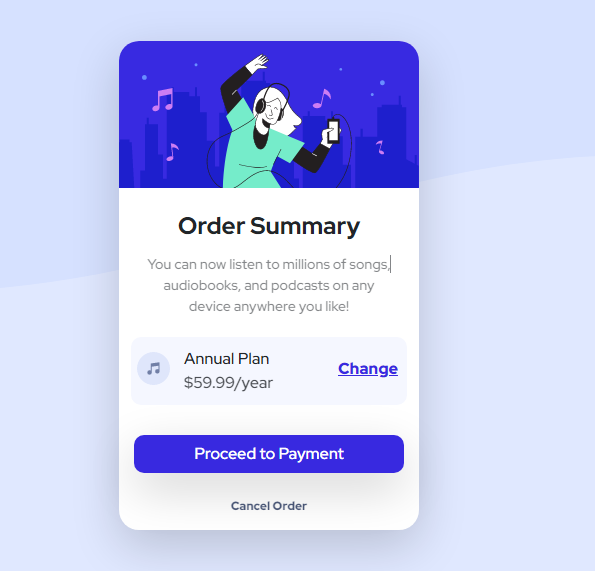 Order Summary
You can now listen to millions of songs,
audiobooks, and podcasts on any
device anywhere you like!
Annual Plan
$59.99/year
Change
Proceed to Payment
Cancel Order